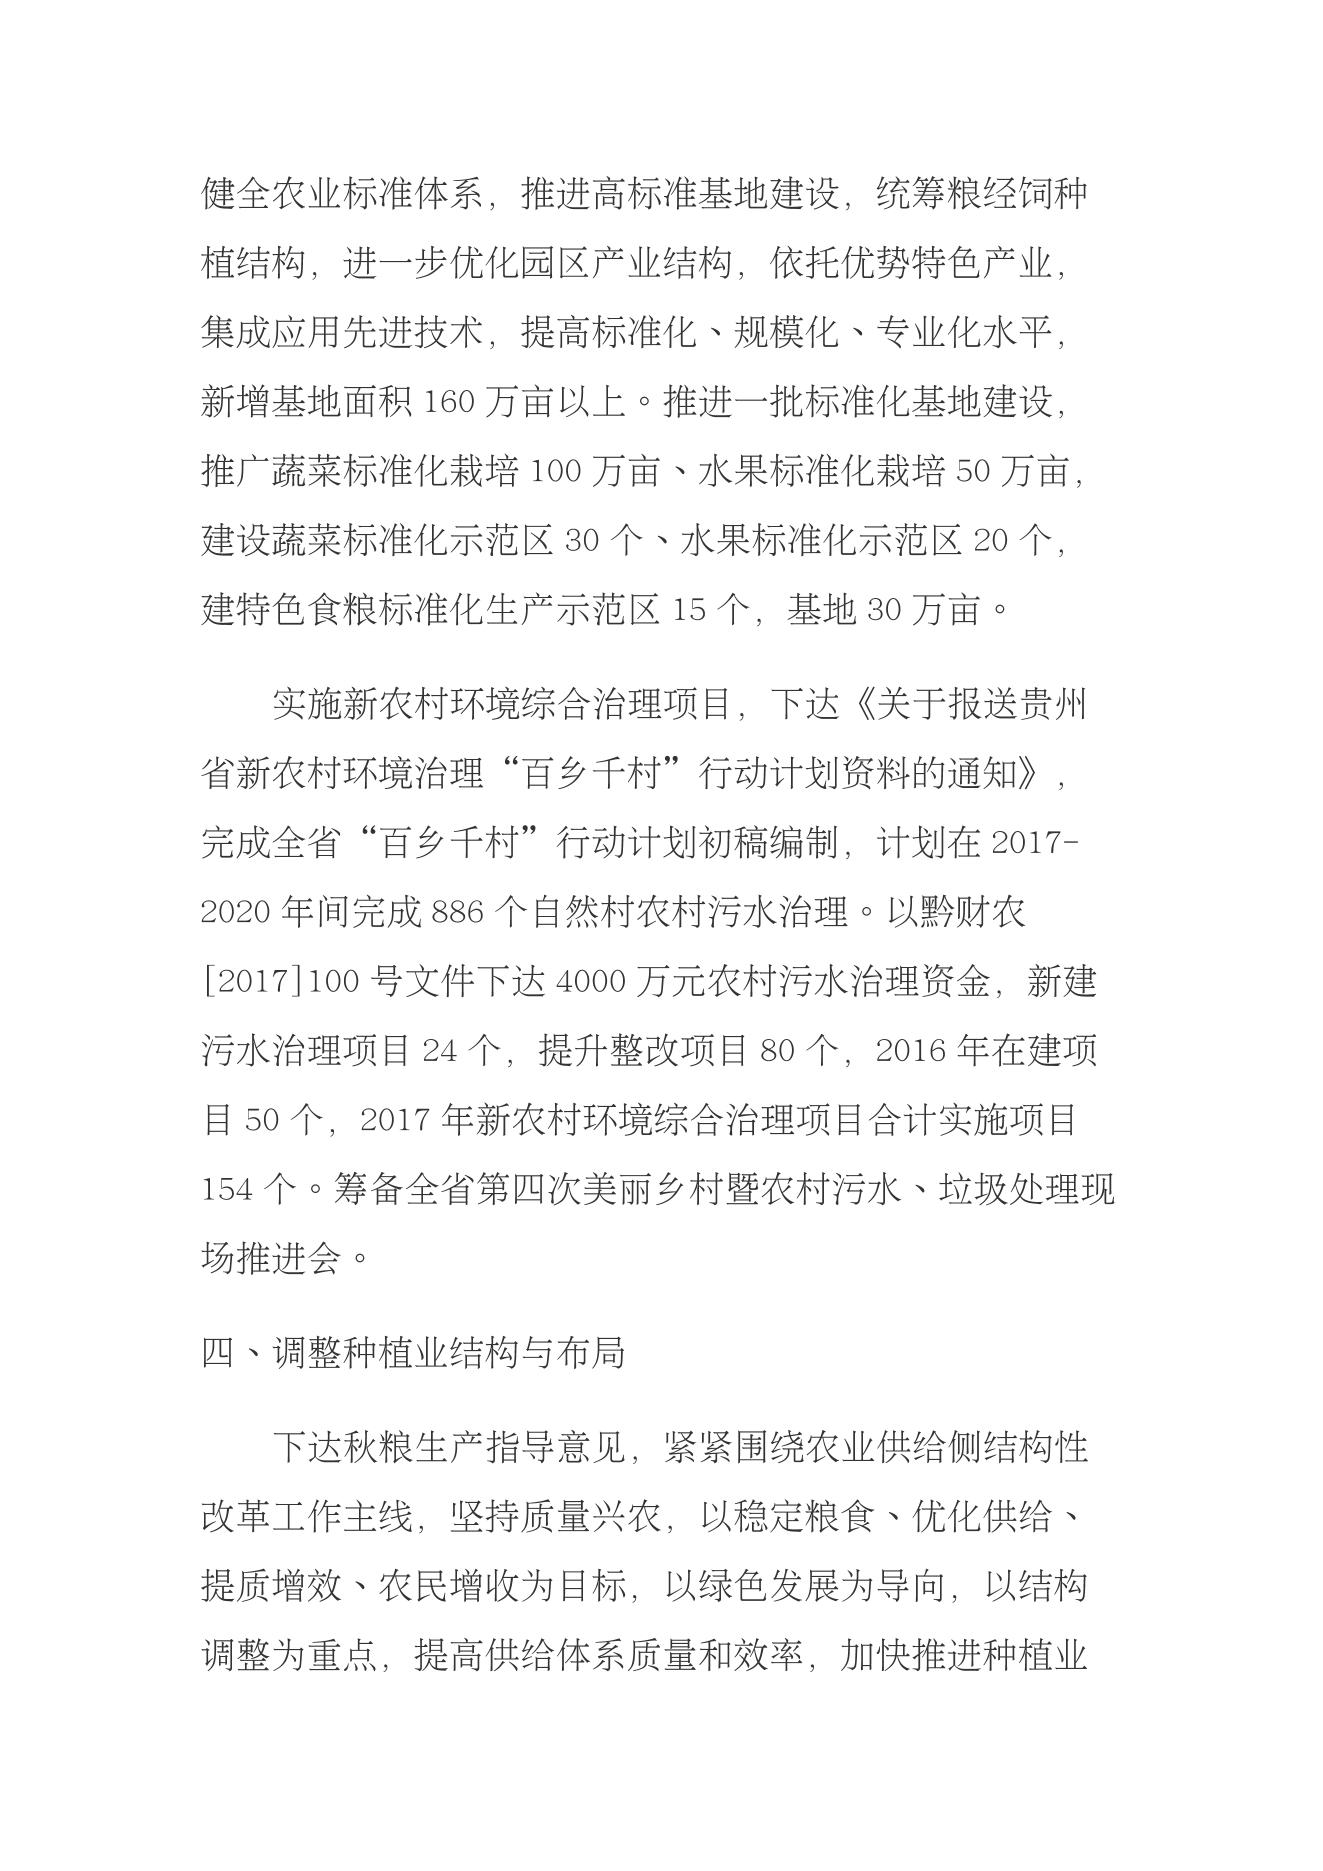 健全农业标准体系，推进高标准基地建设，统筹粮经饲种
植结构，进一步优化园区产业结构，依托优势特色产业，
集成应用先进技术，提高标准化、规模化、专业化水平，
新增基地面积 160 万亩以上。推进一批标准化基地建设，
推广蔬菜标准化栽培 100 万亩、水果标准化栽培 50 万亩，
建设蔬菜标准化示范区 30 个、水果标准化示范区 20 个，
建特色食粮标准化生产示范区 15 个，基地 30 万亩。
实施新农村环境综合治理项目，下达《关于报送贵州
省新农村环境治理“百乡千村”行动计划资料的通知》，
完成全省“百乡千村”行动计划初稿编制，计划在 2017-
2020 年间完成 886 个自然村农村污水治理。以黔财农
[2017]100 号文件下达 4000 万元农村污水治理资金，新建
污水治理项目 24 个，提升整改项目 80 个，2016 年在建项
目 50 个，2017 年新农村环境综合治理项目合计实施项目
154 个。筹备全省第四次美丽乡村暨农村污水、垃圾处理现
场推进会。
四、调整种植业结构与布局
下达秋粮生产指导意见，紧紧围绕农业供给侧结构性
改革工作主线，坚持质量兴农，以稳定粮食、优化供给、
提质增效、农民增收为目标，以绿色发展为导向，以结构
调整为重点，提高供给体系质量和效率，加快推进种植业